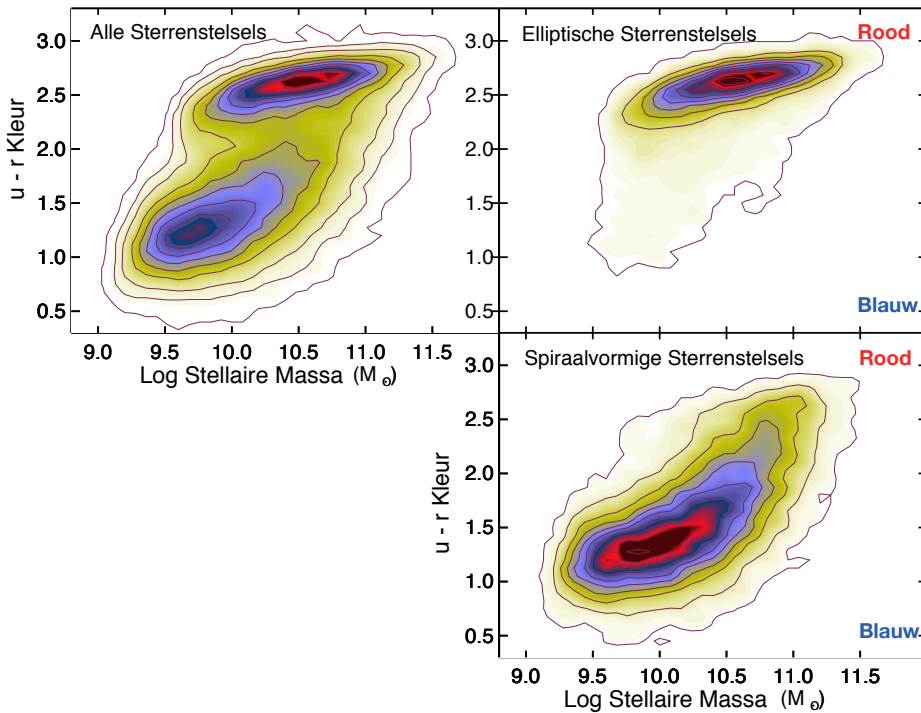 Alle Sterrenstelsels
3.0
2.5
2.0
1.5
1.0
0.5
u - r Kleur
9.0 9.5 10.0 10.5 11.0 11.5
Log Stellaire Massa (M⊙)
Elliptische Sterrenstelsels
Rood
3.0
2.5
2.0
1.5
1.0
0.5
Blauw
Spiraalvormige Sterrenstelsels
Rood
3.0
2.5
2.0
1.5
1.0
0.5
u - r Kleur
Blauw
9.0 9.5 10.0 10.5 11.0 11.5
Log Stellaire Massa (M⊙)